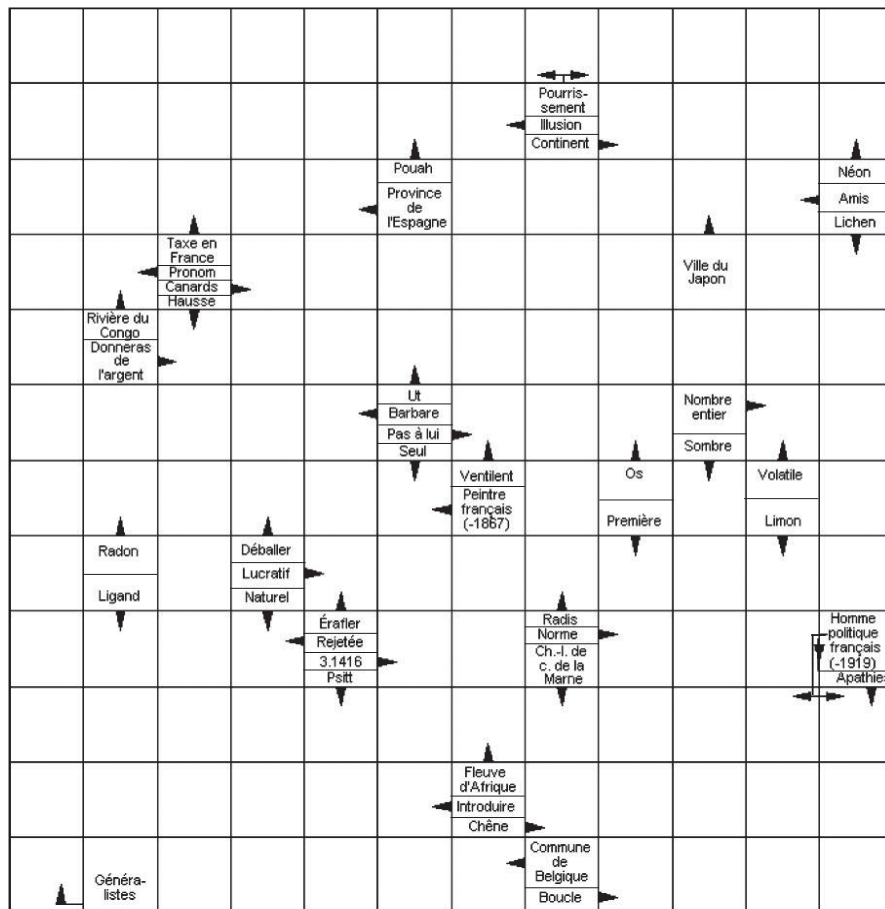 Pourris-
sement
Illusion
Continent
Pouah
Province
de
l'Espagne
Néon
Amis
Lichen
Taxe en
France
Pronom
Canards
Hausse
Ville du
Japon
Rivière du
Congo
Donneras
de
l'argent
Ut
Barbare
Pas à lui
Seul
Nombre
entier
Sombre
Ventilent
Peintre
français
(-1867)
Os
Première
Volatile
Limon
Radon
Ligand
Déballer
Lucratif
Naturel
Érafler
Rejetée
3.1416
Psitt
Radis
Norme
Ch.-l. de
c. de la
Marne
Homme
politique
français
(-1919)
Apathies
Fleuve
d'Afrique
Introduire
Chêne
Commune
de
Belgique
Boucle
Généra-
listes